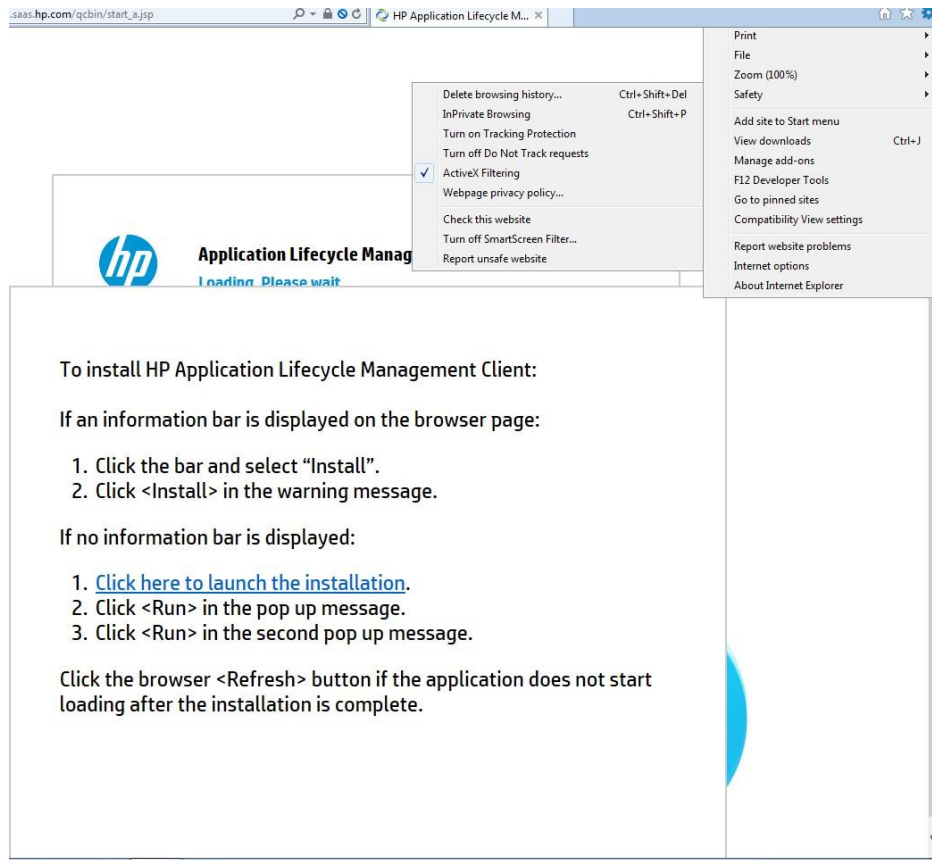 .saas.hp.com/qcbin/start_a.jsp
HP Application Lifecycle M...
Print
File
Zoom (100%)
Safety
Add site to Start menu
View downloads Ctrl+J
Manage add-ons
F12 Developer Tools
Go to pinned sites
Compatibility View settings
Report website problems
Internet options
About Internet Explorer
Delete browsing history... Ctrl+Shift+Del
InPrivate Browsing Ctrl+Shift+P
Turn on Tracking Protection
Turn off Do Not Track requests
ActiveX Filtering
Webpage privacy policy...
Check this website
Turn off SmartScreen Filter...
Report unsafe website
hp
Application Lifecycle Manag
Loading. Please wait
To install HP Application Lifecycle Management Client:
If an information bar is displayed on the browser page:
1. Click the bar and select “Install”.
2. Click <Install> in the warning message.
If no information bar is displayed:
1. Click here to launch the installation.
2. Click <Run> in the pop up message.
3. Click <Run> in the second pop up message.
Click the browser <Refresh> button if the application does not start
loading after the installation is complete.